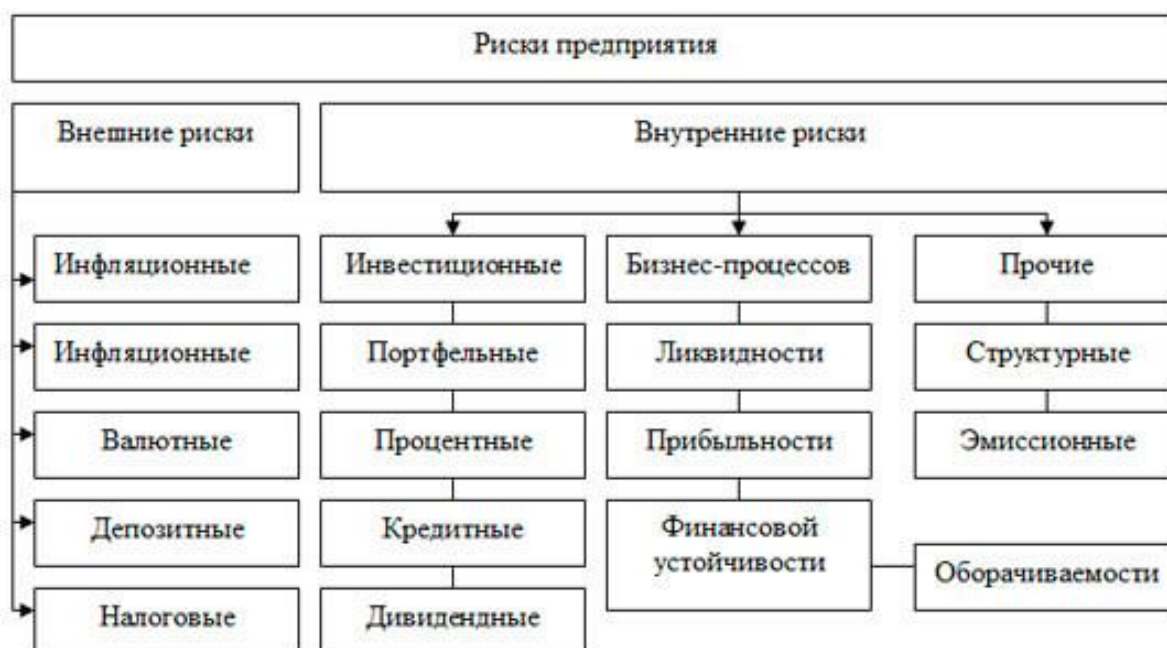 Риски предприятия
Внешние риски
Внутренние риски
Инфляционные
Инвестиционные
Бизнес-процессов
Прочие
Инфляционные
Портфельные
Ликвидности
Структурные
Валютные
Процентные
Прибыльности
Эмиссионные
Депозитные
Кредитные
Финансовой
устойчивости
Оборачиваемости
Налоговые
Дивидендные